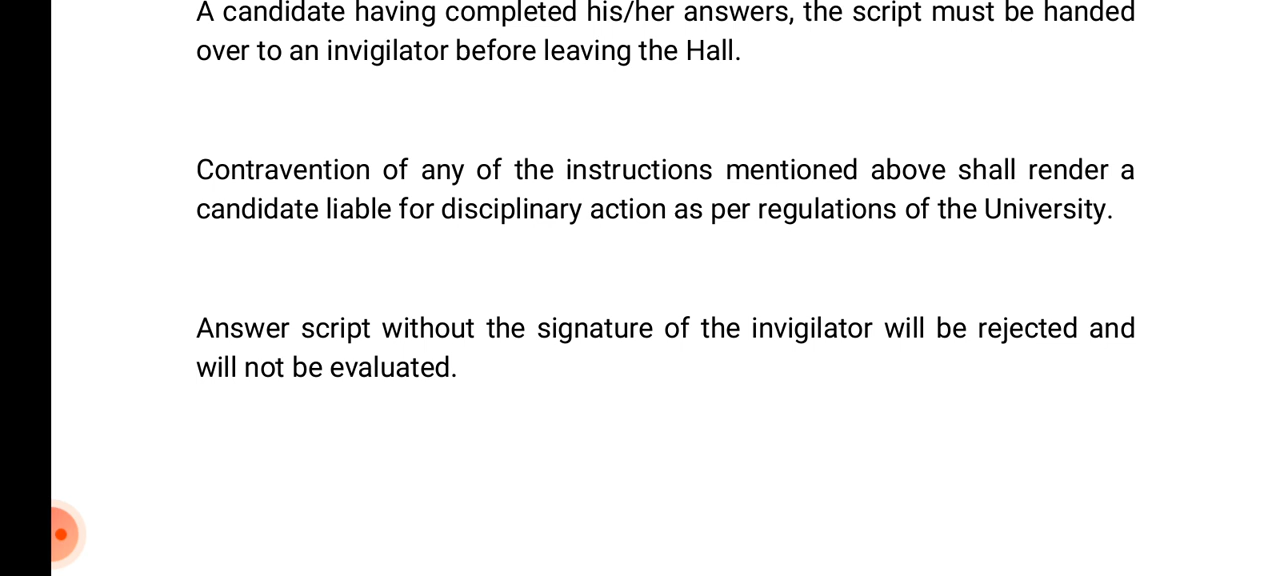 A candidate having completed his/her answers, the script must be handed
over to an invigilator before leaving the Hall.
Contravention of any of the instructions mentioned above shall render a
candidate liable for disciplinary action as per regulations of the University.
Answer script without the signature of the invigilator will be rejected and
will not be evaluated.